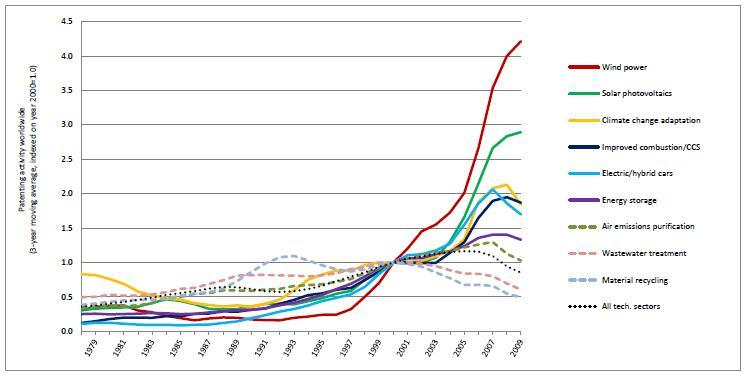 Patenting activity worldwide
(3-year moving average, indexed on year 2000=1.0)
4.5
4.0
3.5
3.0
2.5
2.0
1.5
1.0
0.5
0.0
1979
1981
1983
1985
1987
1989
1991
1993
1995
1997
1999
2001
2003
2005
2007
2009
Wind power
Solar photovoltaics
Climate change adaptation
Improved combustion/CCS
Electric/hybrid cars
Energy storage
Air emissions purification
Wastewater treatment
Material recycling
All tech. sectors